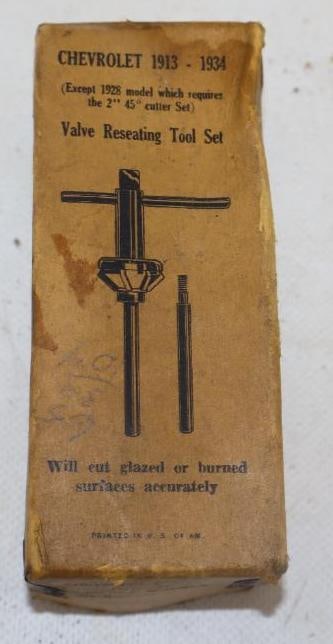 CHEVROLET 1913 - 1934
(Except 1928 model which requires
the 2" 45° cutter Set)
Valve Reseating Tool Set
Will cut glazed or burned
surfaces accurately
PRINTED IN U. S. OF AM.